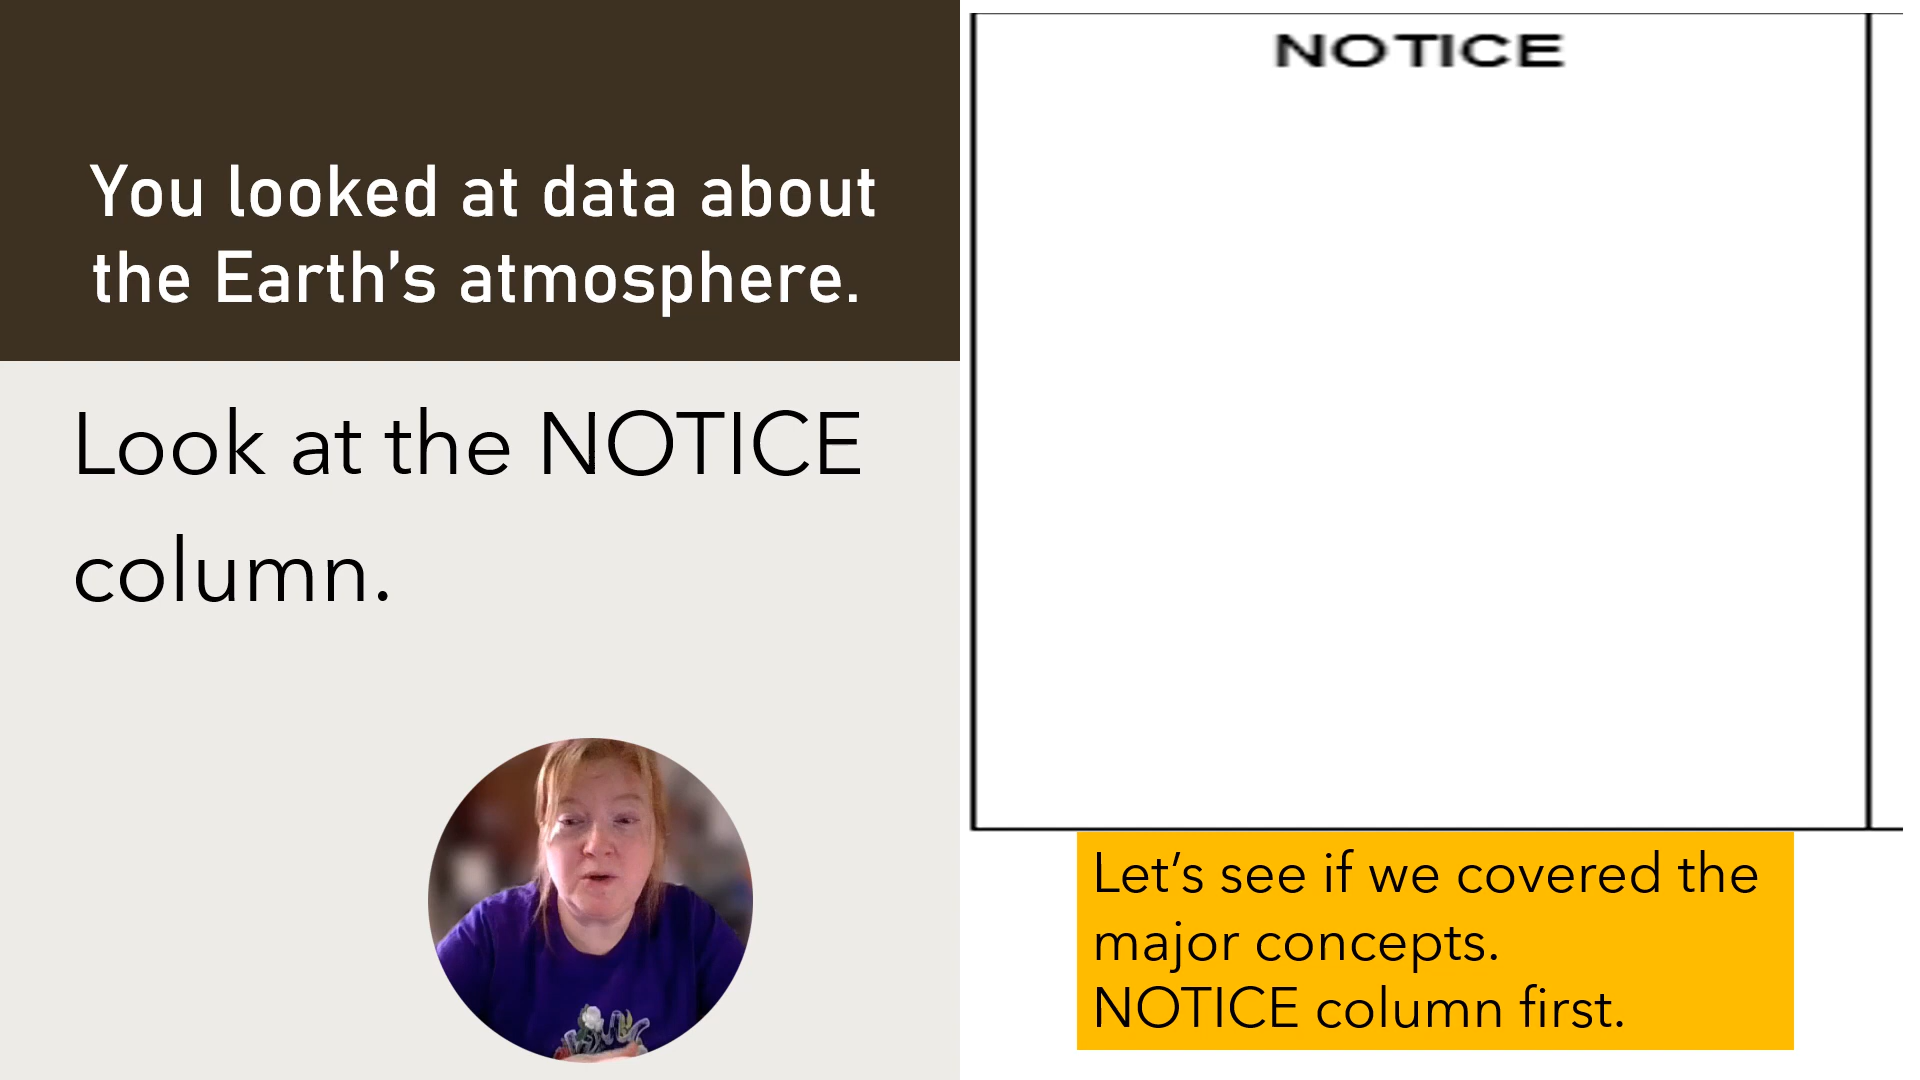 You looked at data about
the Earth's atmosphere.
Look at the NOTICE
column.
NOTICE
Let's see if we covered the
major concepts.
NOTICE column first.